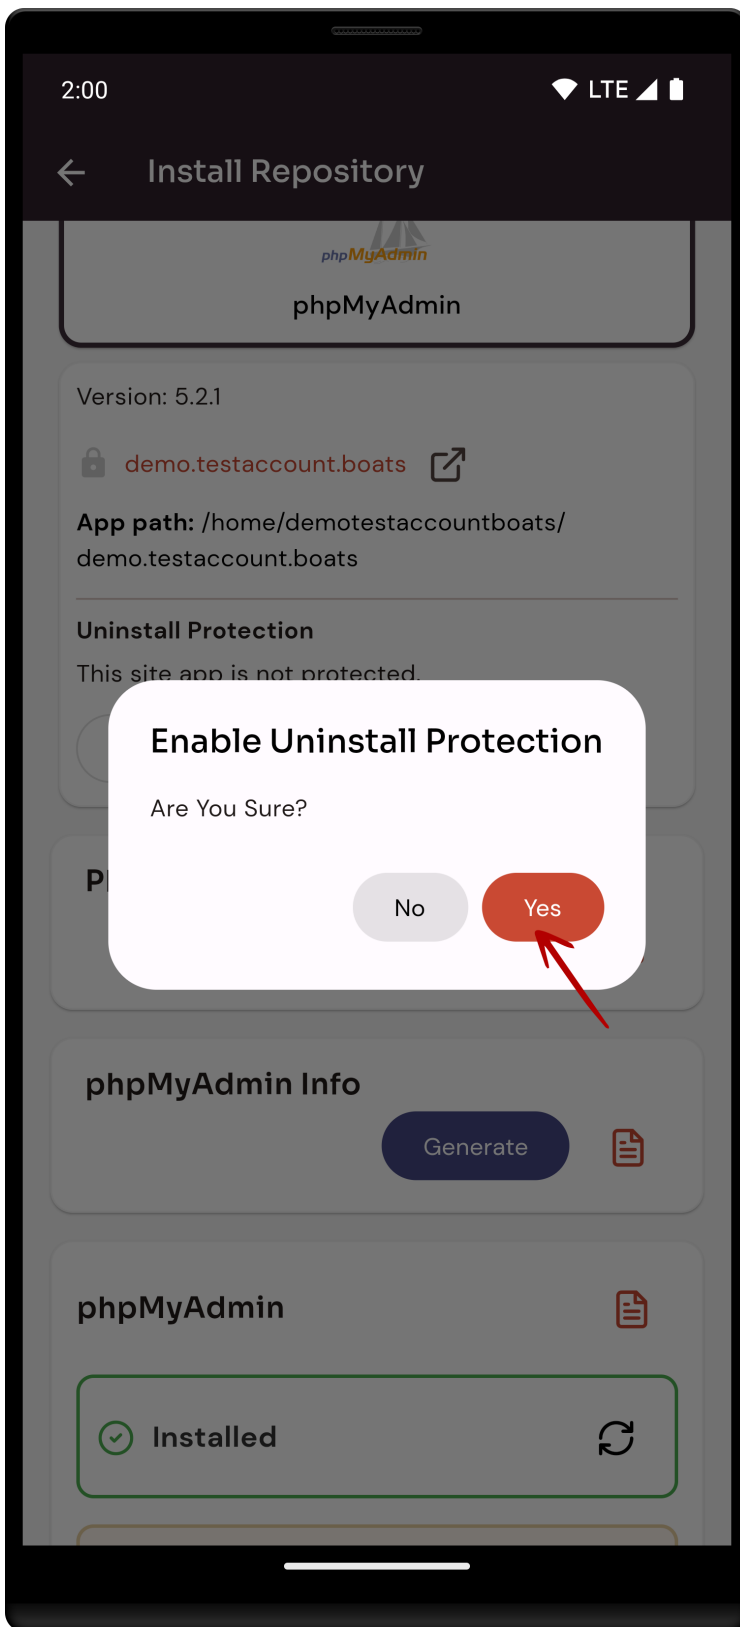 2:00
LTE
Install Repository
phpMyAdmin
phpMyAdmin
Version: 5.2.1
demo.testaccount.boats
App path: /home/demotestaccountboats/
demo.testaccount.boats
Uninstall Protection
This site app is not protected.
Enable Uninstall Protection
Are You Sure?
No
Yes
phpMyAdmin Info
Generate
phpMyAdmin
Installed